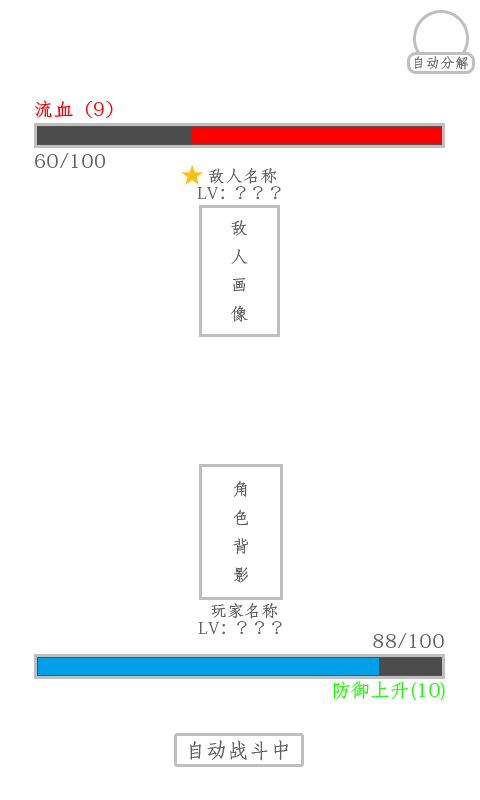 自动分解
流血（9）
60/100
敌人名称
LV：？？？
敌
人
画
像
角
色
背
影
玩家名称
LV：？？？
88/100
防御上升(10)
自动战斗中